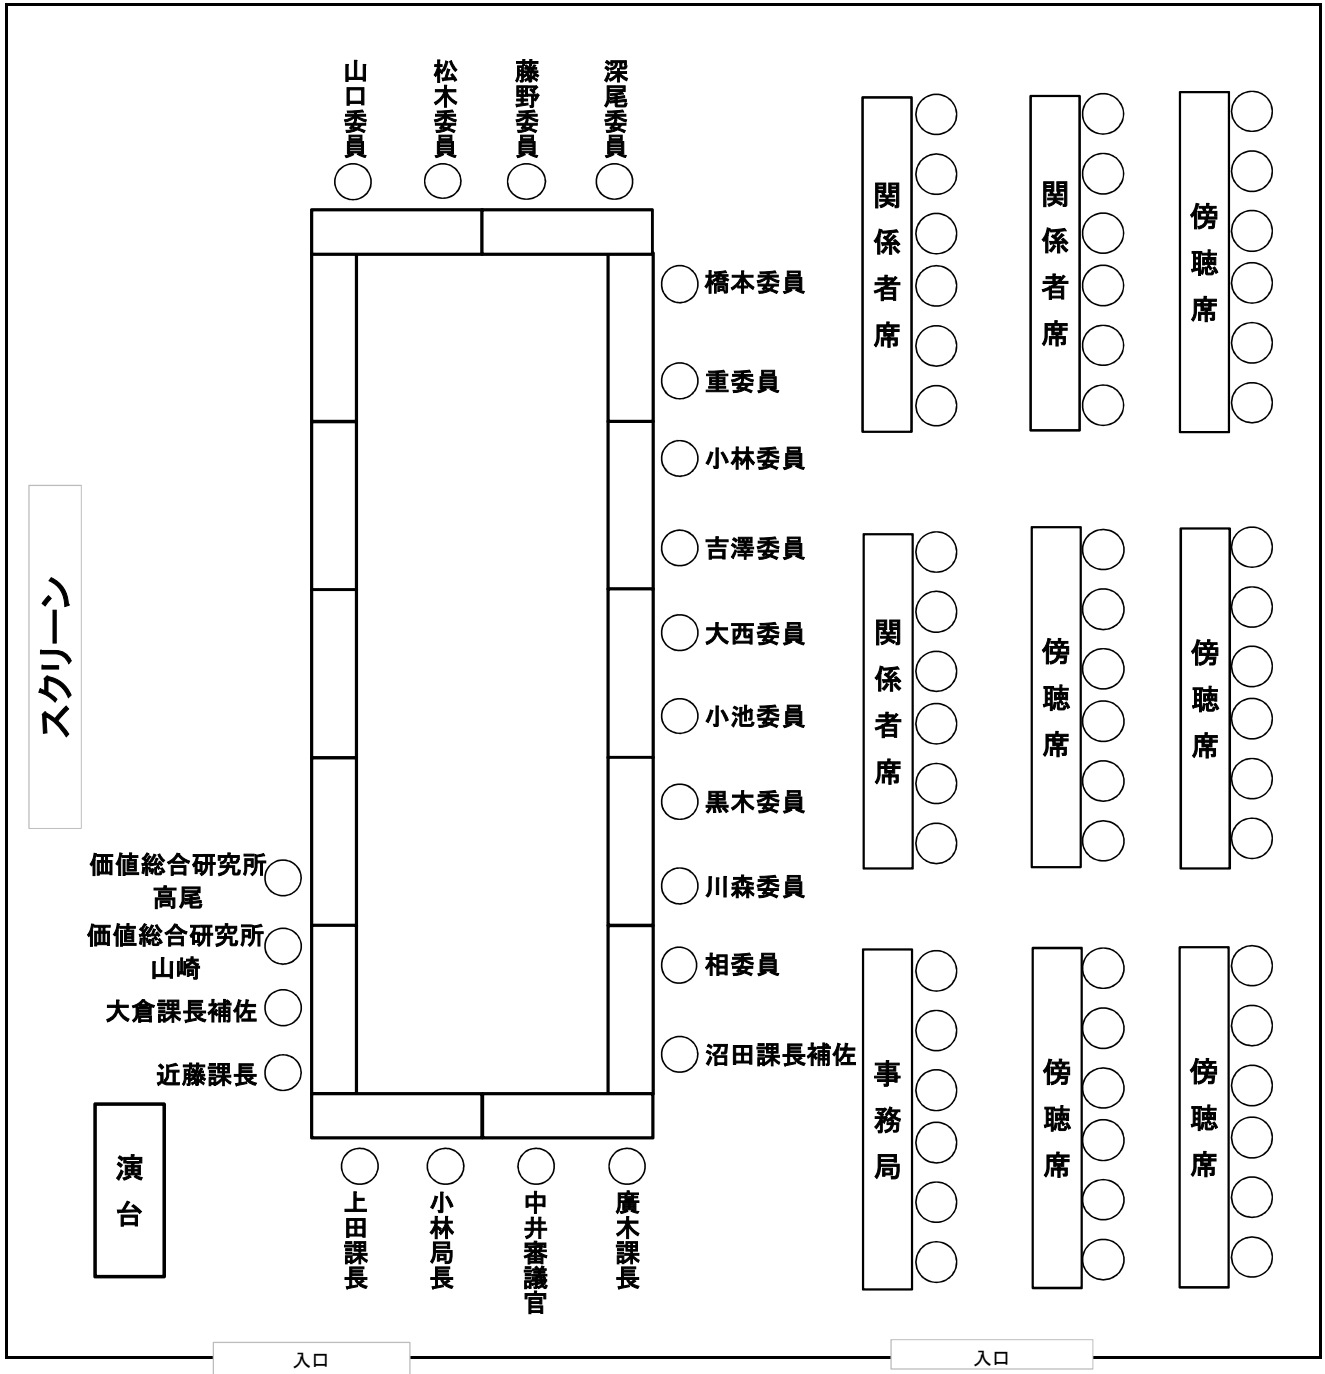 山口委員
松木委員
藤野委員
深尾委員
橋本委員
重委員
小林委員
吉澤委員
大西委員
小池委員
黒木委員
川森委員
相委員
沼田課長補佐
スクリーン
価値総合研究所
高尾
価値総合研究所
山崎
大倉課長補佐
近藤課長
演台
上田課長
小林局長
中井審議官
廣木課長
関係者席
関係者席
傍聴席
関係者席
傍聴席
傍聴席
事務局
傍聴席
傍聴席
入口
入口